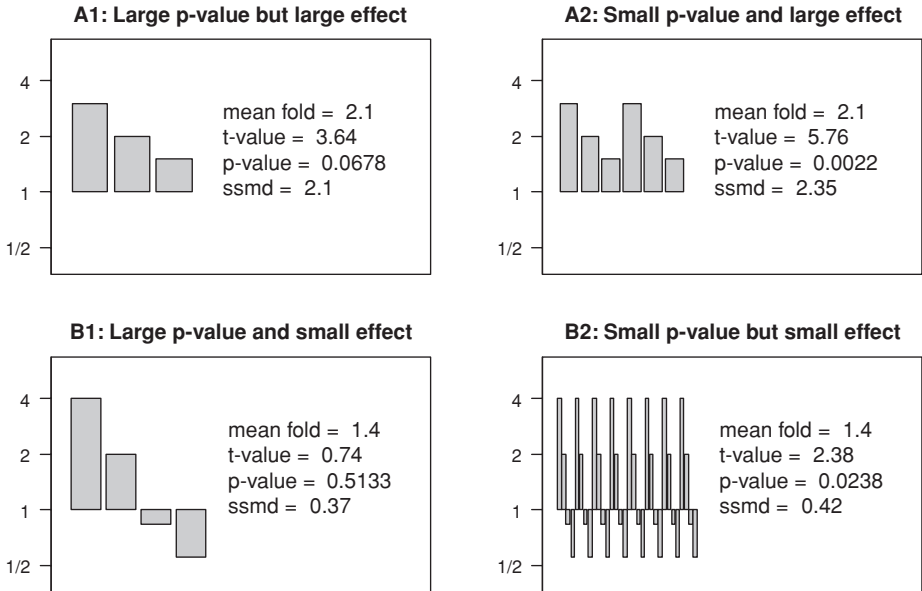 A1: Large p-value but large effect
4
2
1
1/2
mean fold = 2.1
t-value = 3.64
p-value = 0.0678
ssmd = 2.1
A2: Small p-value and large effect
4
2
1
1/2
mean fold = 2.1
t-value = 5.76
p-value = 0.0022
ssmd = 2.35
B1: Large p-value and small effect
4
2
1
1/2
mean fold = 1.4
t-value = 0.74
p-value = 0.5133
ssmd = 0.37
B2: Small p-value but small effect
4
2
1
1/2
mean fold = 1.4
t-value = 2.38
p-value = 0.0238
ssmd = 0.42